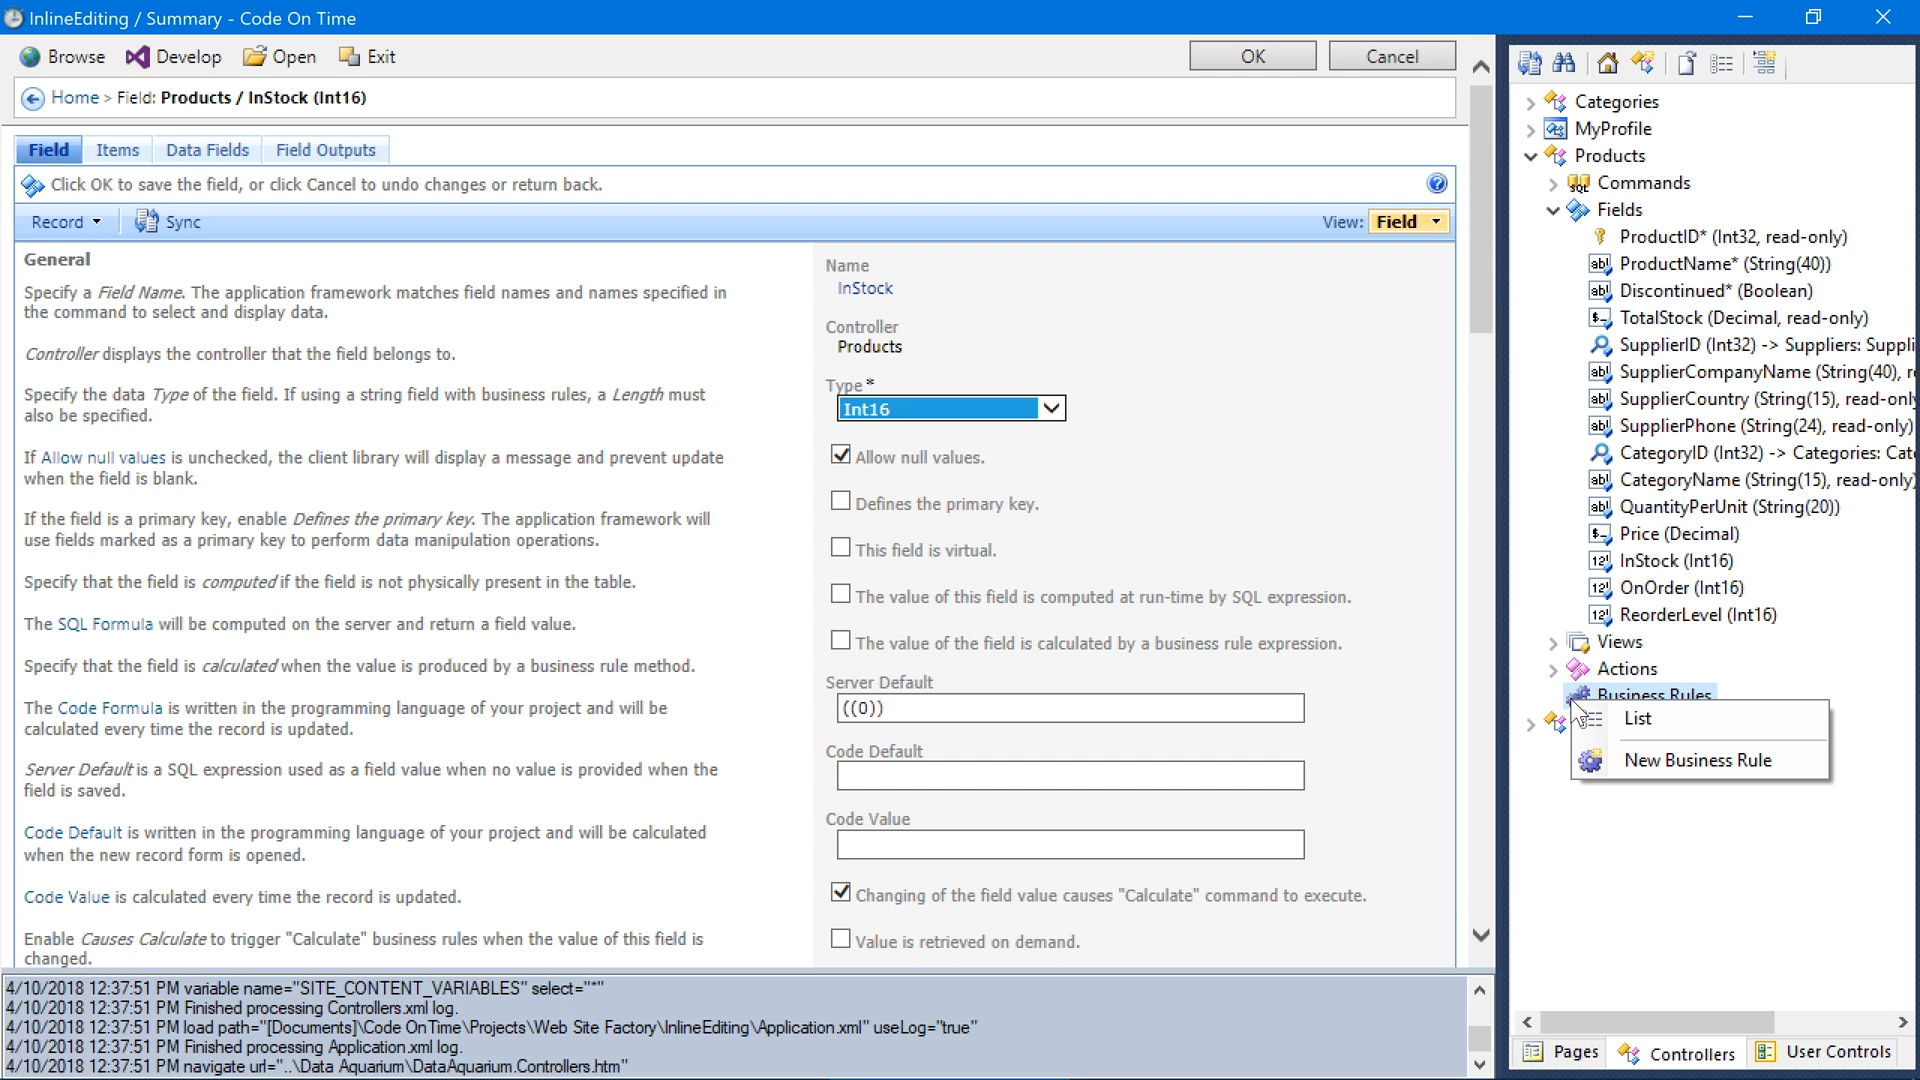 InlineEditing / Summary - Code On Time
Browse Develop Open Exit
OK Cancel
Home > Field: Products / InStock (Int16)
Field Items Data Fields Field Outputs
Click OK to save the field, or click Cancel to undo changes or return back.
Record Sync View: Field
General
Specify a Field Name. The application framework matches field names and names specified in
the command to select and display data.
Controller displays the controller that the field belongs to.
Specify the data Type of the field. If using a string field with business rules, a Length must
also be specified.
If Allow null values is unchecked, the client library will display a message and prevent update
when the field is blank.
If the field is a primary key, enable Defines the primary key. The application framework will
use fields marked as a primary key to perform data manipulation operations.
Specify that the field is computed if the field is not physically present in the table.
The SQL Formula will be computed on the server and return a field value.
Specify that the field is calculated when the value is produced by a business rule method.
The Code Formula is written in the programming language of your project and will be
calculated every time the record is updated.
Server Default is a SQL expression used as a field value when no value is provided when the
field is saved.
Code Default is written in the programming language of your project and will be calculated
when the new record form is opened.
Code Value is calculated every time the record is updated.
Enable Causes Calculate to trigger "Calculate" business rules when the value of this field is
changed.
Name
InStock
Controller
Products
Type *
Int16
Allow null values.
Defines the primary key.
This field is virtual.
The value of this field is computed at run-time by SQL expression.
The value of the field is calculated by a business rule expression.
Server Default
((0))
Code Default
Code Value
Changing of the field value causes "Calculate" command to execute.
Value is retrieved on demand.
4/10/2018 12:37:51 PM variable name="SITE_CONTENT_VARIABLES" select="*"
4/10/2018 12:37:51 PM Finished processing Controllers.xml log.
4/10/2018 12:37:51 PM load path="[Documents]\Code OnTime\Projects\Web Site Factory\InlineEditing\Application.xml" useLog="true"
4/10/2018 12:37:51 PM Finished processing Application.xml log.
4/10/2018 12:37:51 PM navigate url="..\Data Aquarium\DataAquarium.Controllers.htm"
Categories
MyProfile
Products
Commands
Fields
ProductID* (Int32, read-only)
ProductName* (String(40))
Discontinued* (Boolean)
TotalStock (Decimal, read-only)
SupplierID (Int32) -> Suppliers: Suppli
SupplierCompanyName (String(40), r
SupplierCountry (String(15), read-only
SupplierPhone (String(24), read-only)
CategoryID (Int32) -> Categories: Cat
CategoryName (String(15), read-only)
QuantityPerUnit (String(20))
Price (Decimal)
InStock (Int16)
OnOrder (Int16)
ReorderLevel (Int16)
Views
Actions
Business Rules
List
New Business Rule
Pages Controllers User Controls